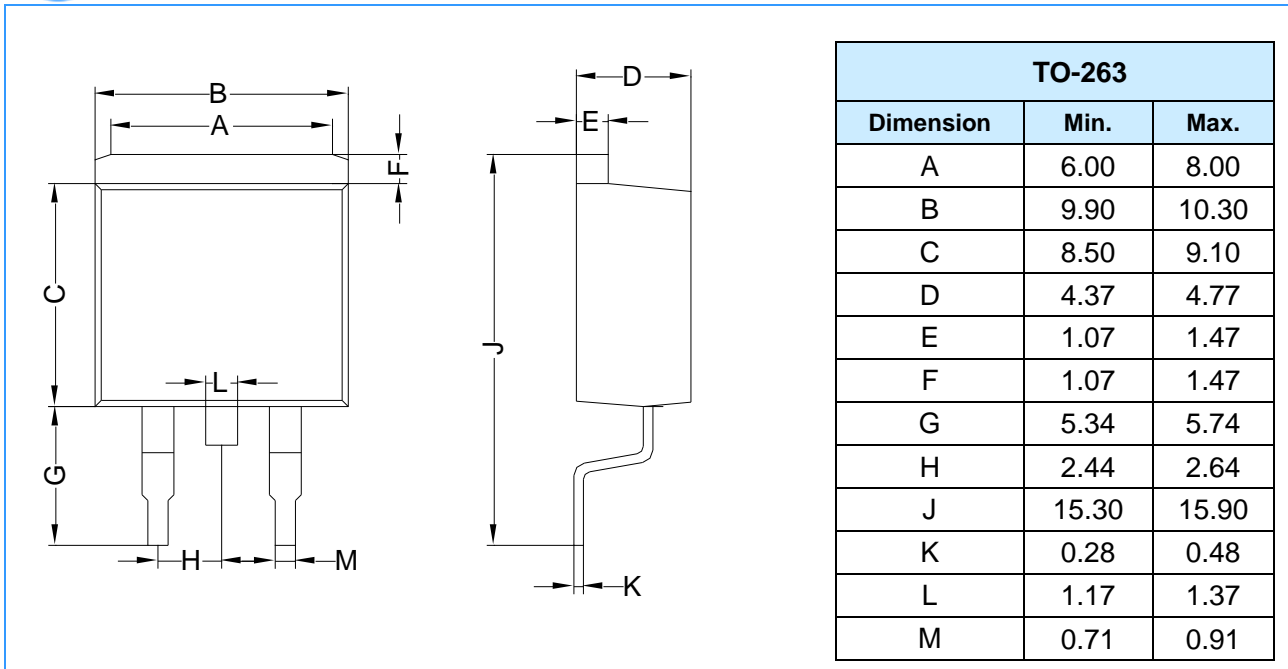 B
A
F
C
L
G
H
M
D
E
J
K
TO-263
Dimension Min. Max.
A 6.00 8.00
B 9.90 10.30
C 8.50 9.10
D 4.37 4.77
E 1.07 1.47
F 1.07 1.47
G 5.34 5.74
H 2.44 2.64
J 15.30 15.90
K 0.28 0.48
L 1.17 1.37
M 0.71 0.91